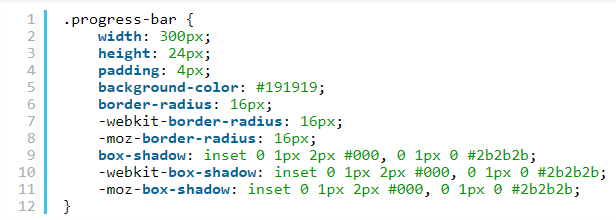 1 .progress-bar {
2 width: 300px;
3 height: 24px;
4 padding: 4px;
5 background-color: #191919;
6 border-radius: 16px;
7 -webkit-border-radius: 16px;
8 -moz-border-radius: 16px;
9 box-shadow: inset 0 1px 2px #000, 0 1px 0 #2b2b2b;
10 -webkit-box-shadow: inset 0 1px 2px #000, 0 1px 0 #2b2b2b;
11 -moz-box-shadow: inset 0 1px 2px #000, 0 1px 0 #2b2b2b;
12 }